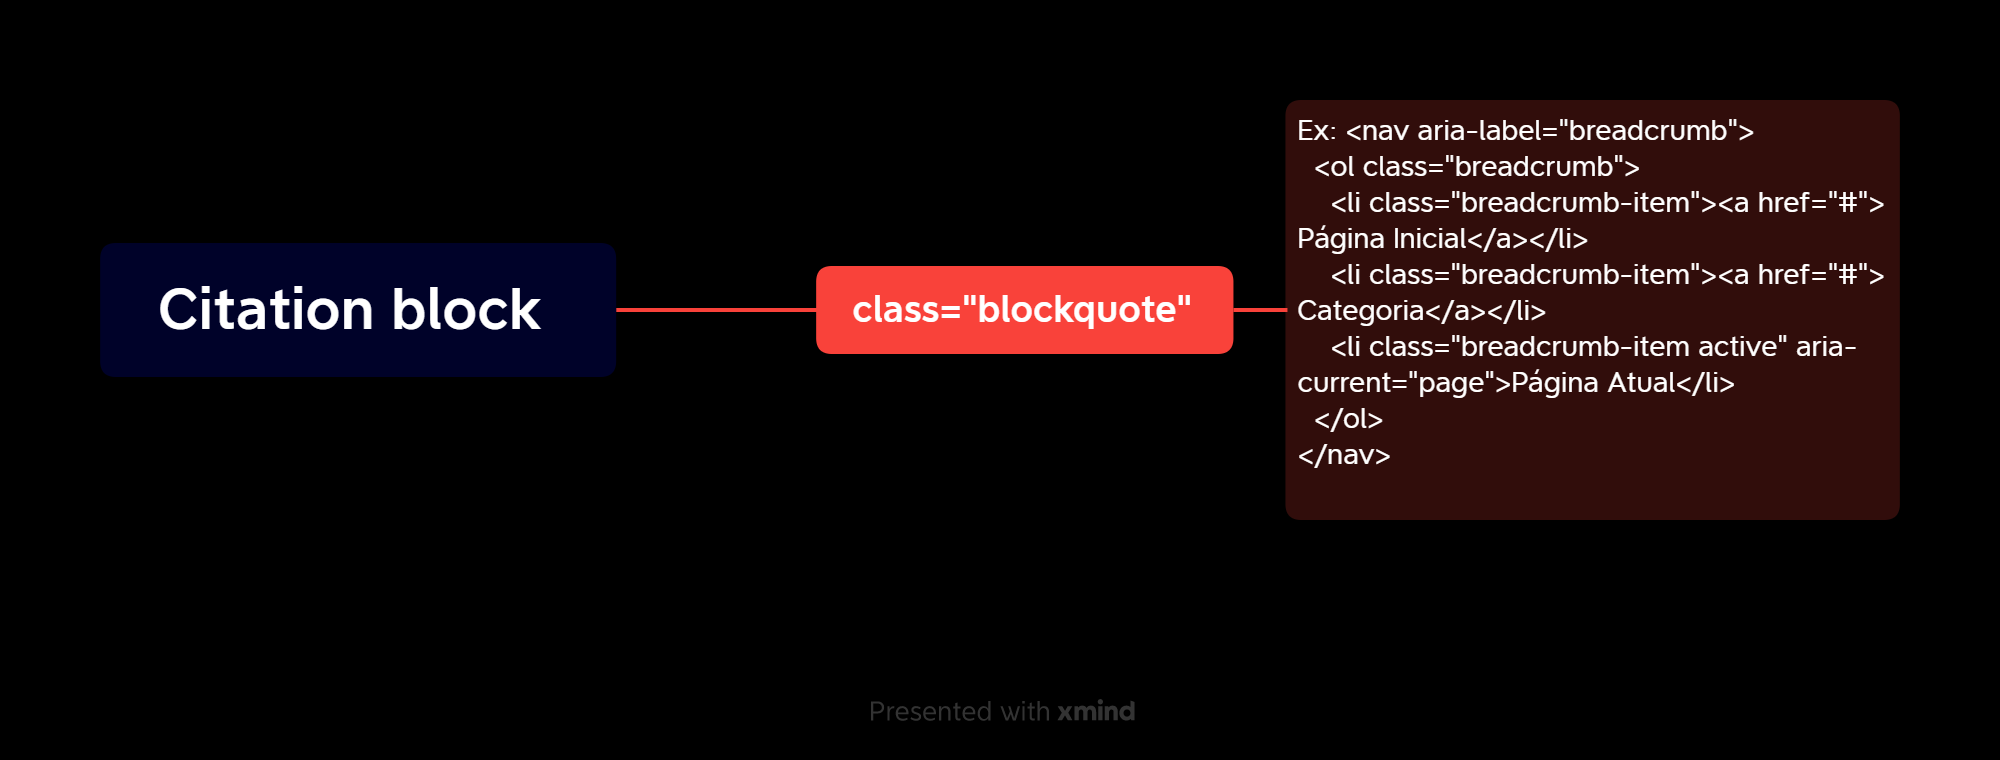 Citation block
class="blockquote"
Ex: <nav aria-label="breadcrumb">
  <ol class="breadcrumb">
    <li class="breadcrumb-item"><a href="#">
Página Inicial</a></li>
    <li class="breadcrumb-item"><a href="#">
Categoria</a></li>
    <li class="breadcrumb-item active" aria-
current="page">Página Atual</li>
  </ol>
</nav>
Presented with xmind